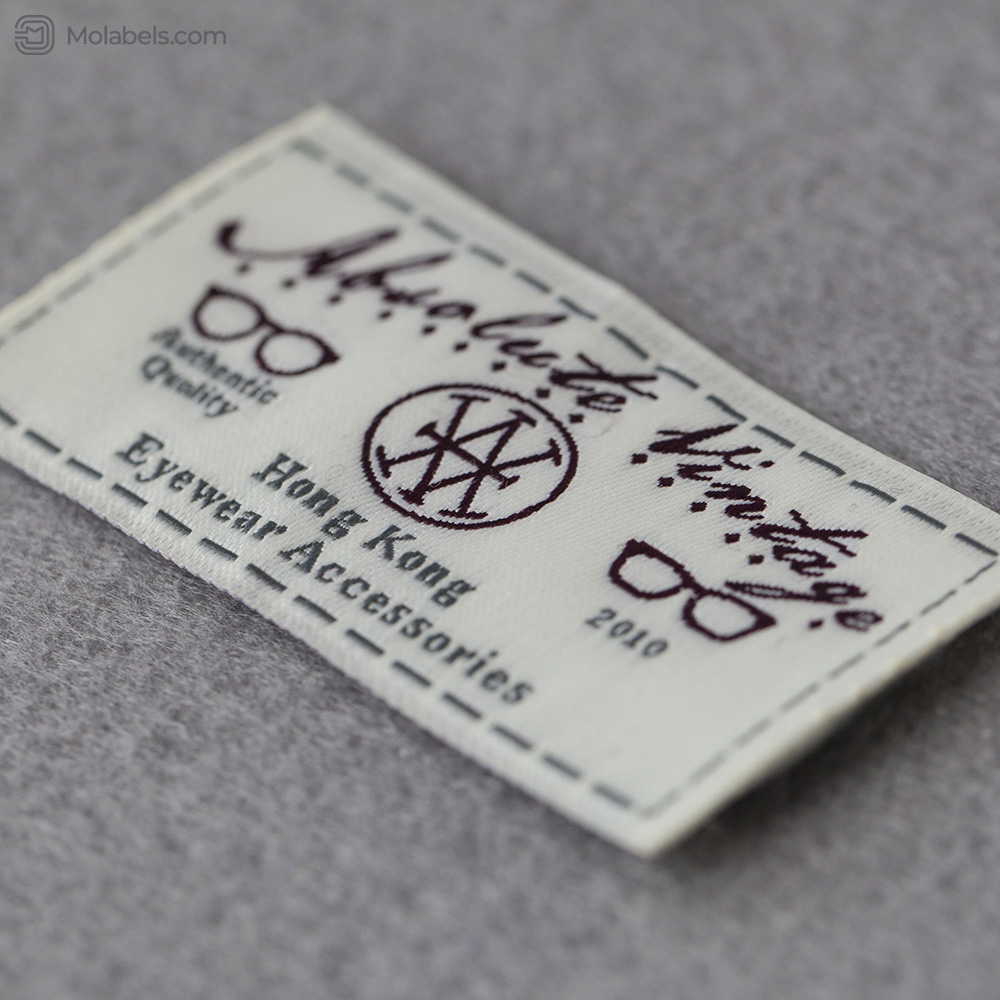 Molabels.com
Absolute Vintage
Authentic
Quality
2010
Hong Kong
Eyewear Accessories